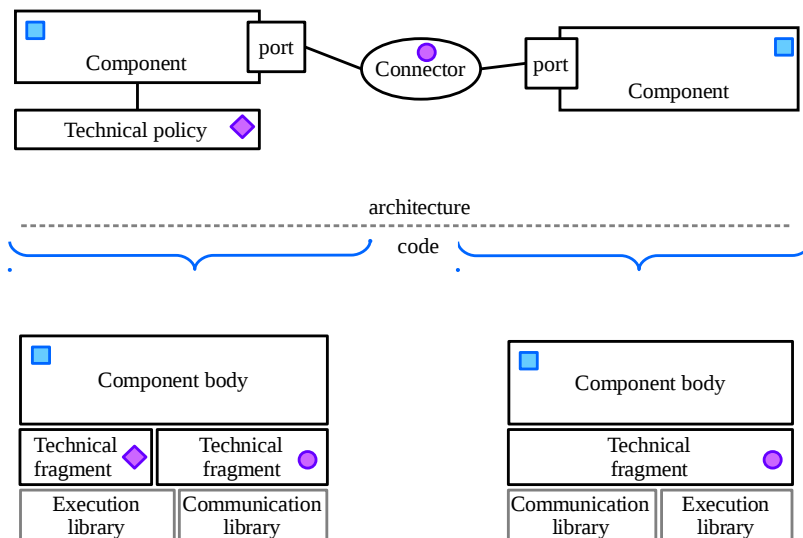 Component
port
Connector
port
Component
Technical policy
architecture
code
Component body
Component body
Technical
fragment
Technical
fragment
Technical
fragment
Execution
library
Communication
library
Communication
library
Execution
library